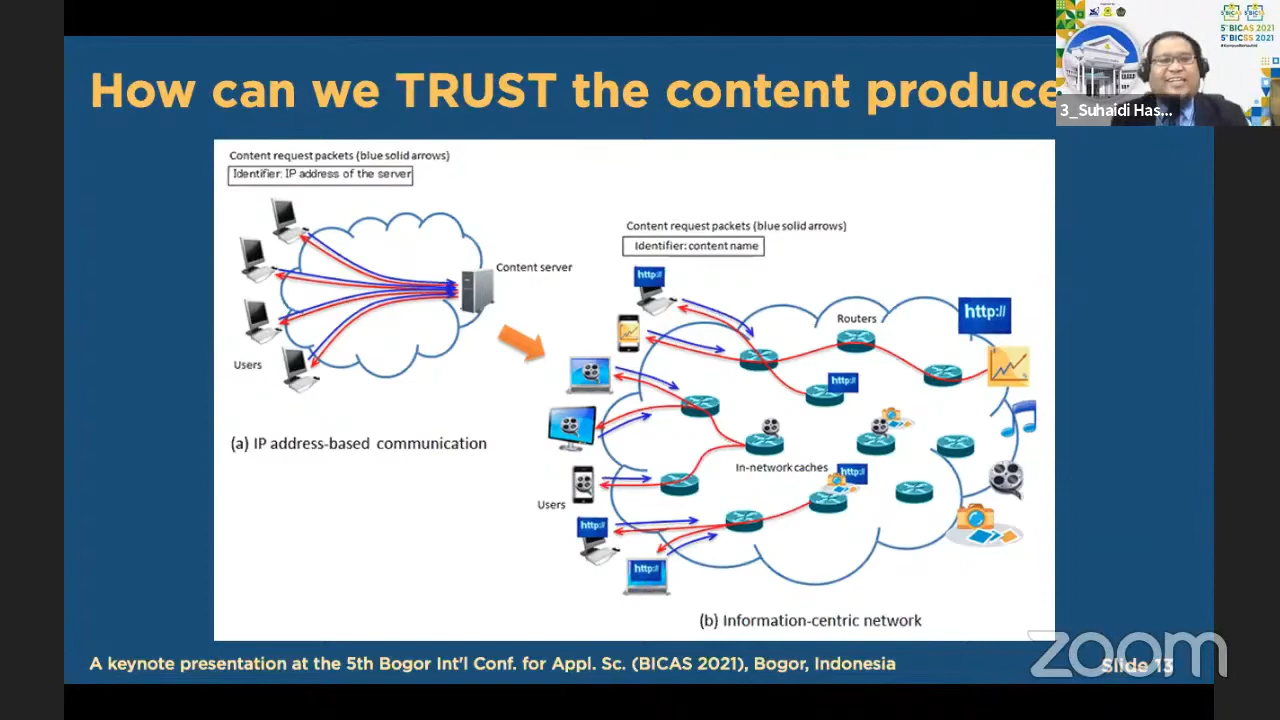 How can we TRUST the content produce
5th BICAS 2021
5th BICSS 2021
3_Suhaidi Has...
Content request packets (blue solid arrows)
Identifier: IP address of the server
Content server
Users
(a) IP address-based communication
Content request packets (blue solid arrows)
Identifier: content name
http://
Routers
http://
http://
In-network caches
http://
Users
http://
http://
(b) Information-centric network
A keynote presentation at the 5th Bogor Int'l Conf. for Appl. Sc. (BICAS 2021), Bogor, Indonesia
Slide 13
zoom